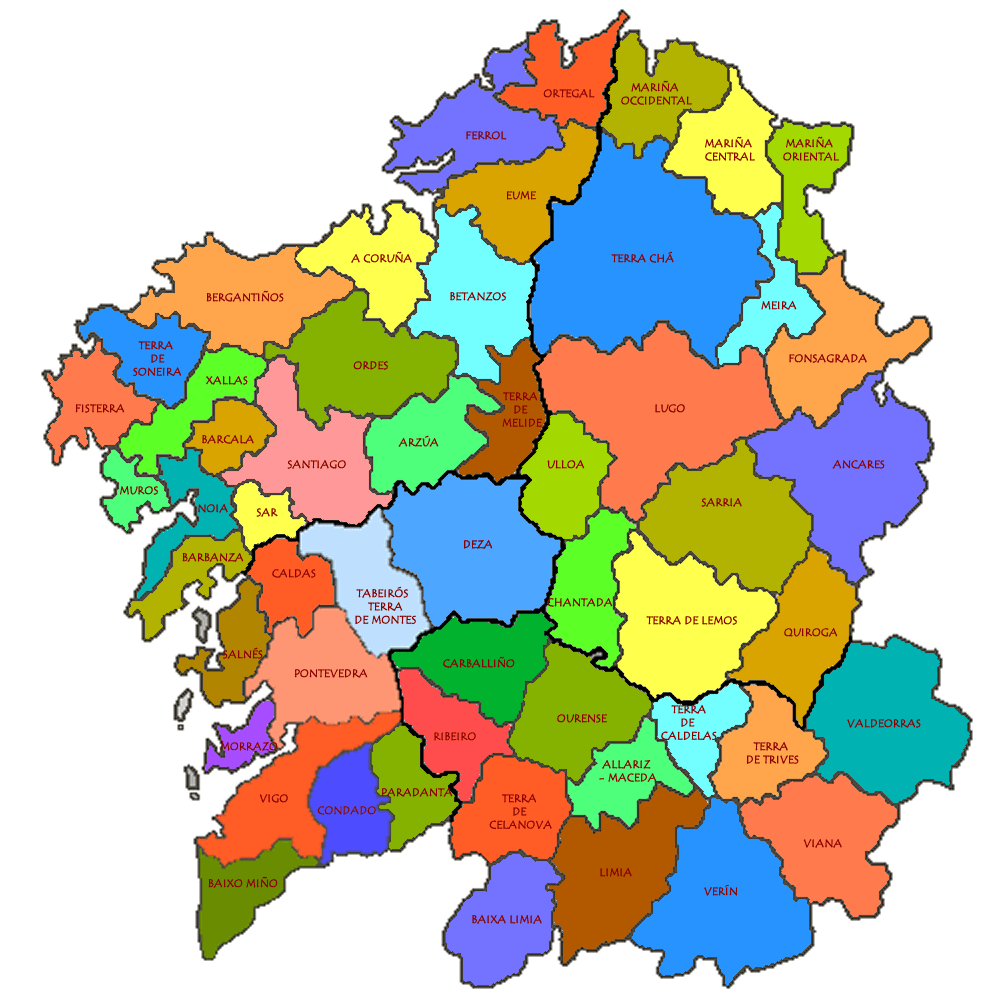 ORTEGAL
MARIÑA
OCCIDENTAL
FERROL
MARIÑA
CENTRAL
MARIÑA
ORIENTAL
EUME
A CORUÑA
TERRA CHÁ
BERGANTIÑOS
BETANZOS
MEIRA
TERRA
DE
SONEIRA
FONSAGRADA
ORDES
XALLAS
FISTERRA
TERRA
DE
MELIDE
LUGO
BARCALA
ARZÚA
SANTIAGO
ULLOA
ANCARES
MUROS
NOIA
SAR
SARRIA
DEZA
BARBANZA
CALDAS
TABEIRÓS
TERRA
DE MONTES
CHANTADA
TERRA DE LEMOS
QUIROGA
SALNÉS
CARBALLIÑO
PONTEVEDRA
TERRA
DE
CALDELAS
OURENSE
VALDEORRAS
RIBEIRO
MORRAZO
TERRA
DE TRIVES
ALLARIZ
- MACEDA
VIGO
CONDADO
PARADANTA
TERRA
DE
CELANOVA
VIANA
LIMIA
BAIXO MIÑO
VERÍN
BAIXA LIMIA